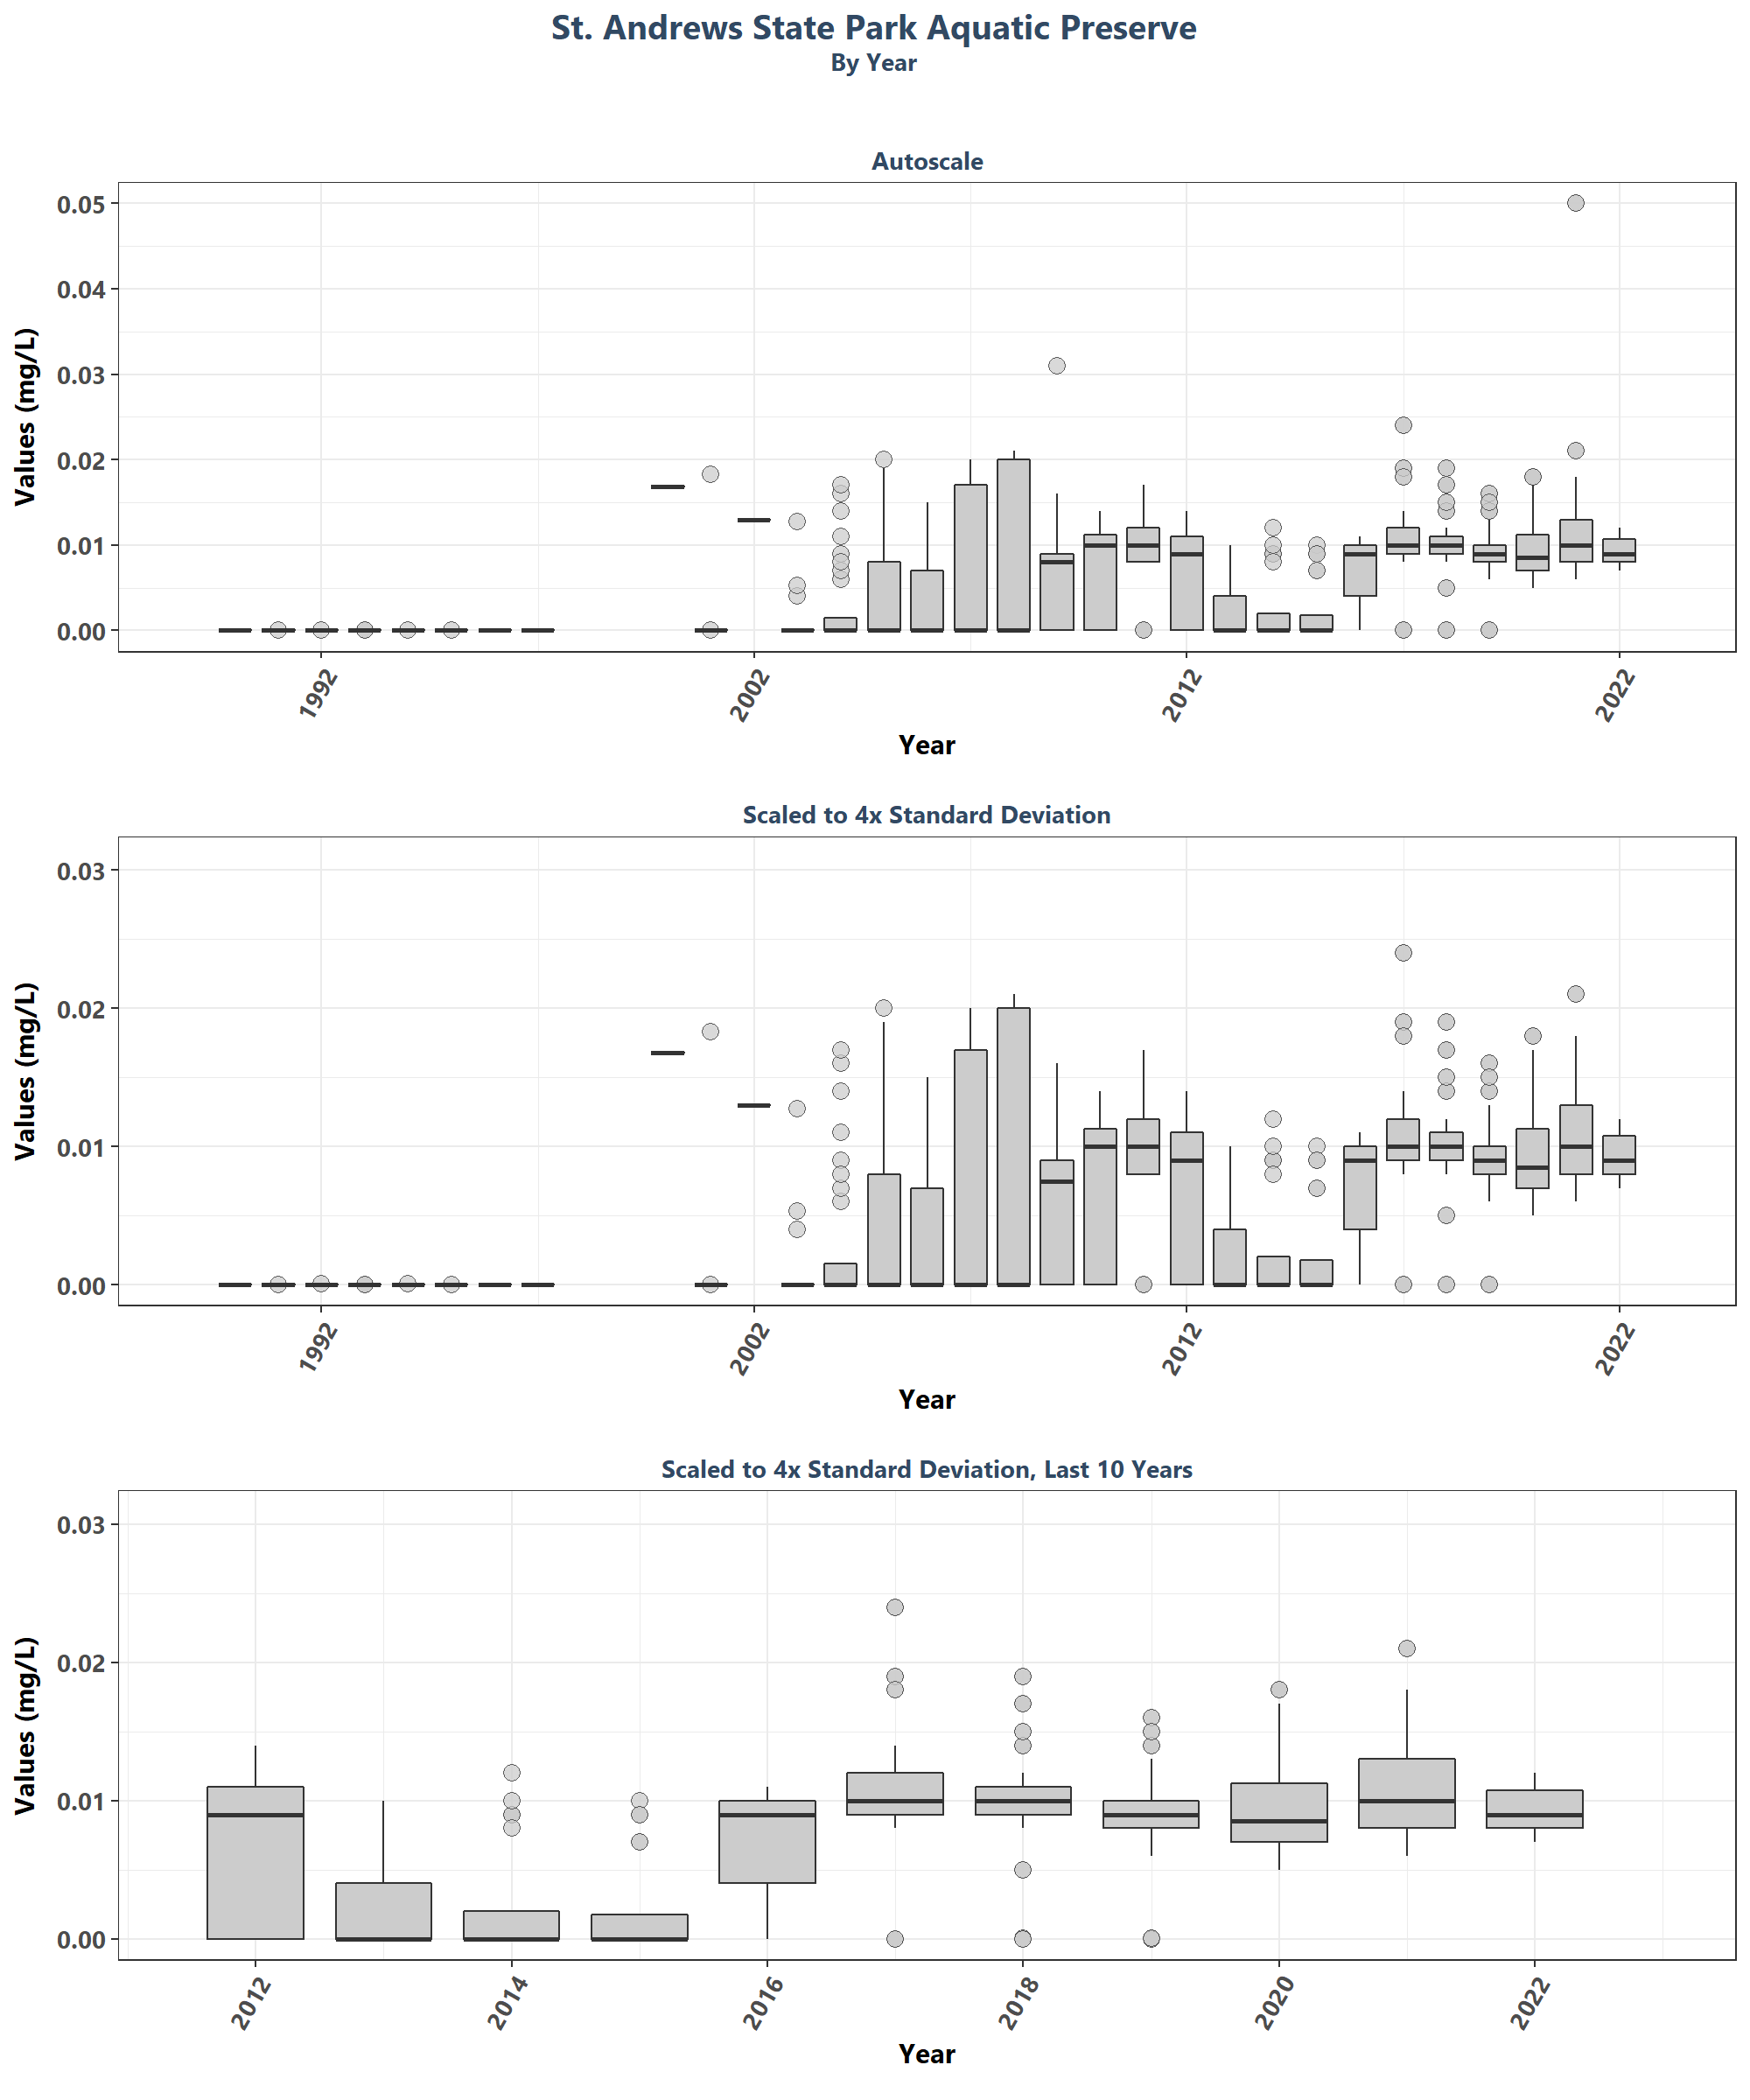 St. Andrews State Park Aquatic Preserve
By Year
Autoscale
Values (mg/L)
0.05
0.04
0.03
0.02
0.01
0.00
1992
2002
2012
2022
Year
Scaled to 4x Standard Deviation
Values (mg/L)
0.03
0.02
0.01
0.00
1992
2002
2012
2022
Year
Scaled to 4x Standard Deviation, Last 10 Years
Values (mg/L)
0.03
0.02
0.01
0.00
2012
2014
2016
2018
2020
2022
Year